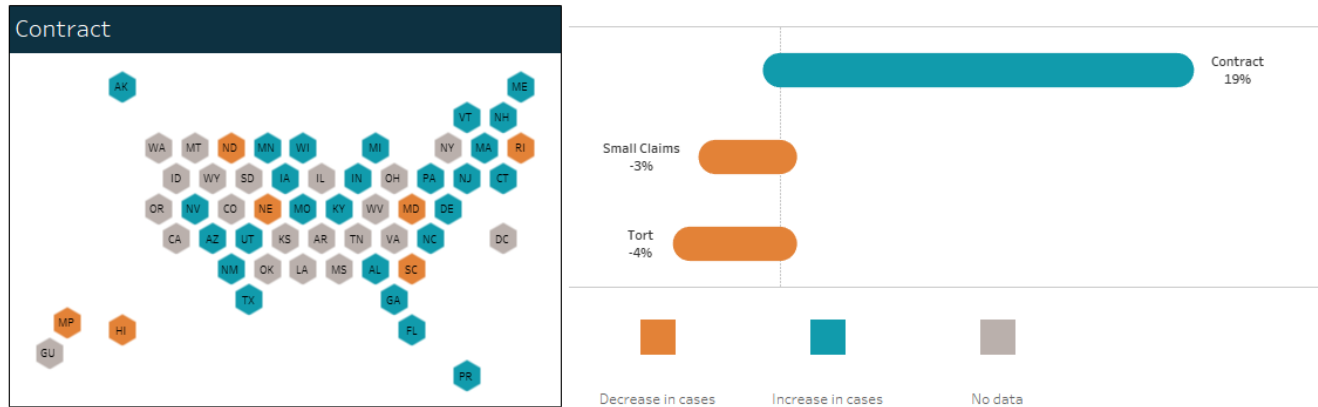 Contract
AK ME
VT NH
WA MT ND MN WI MI NY MA RI
ID WY SD IA IL IN OH PA NJ CT
OR NV CO NE MO KY WV MD DE
CA AZ UT KS AR TN VA NC DC
NM OK LA MS AL SC
TX GA
MP HI FL
GU
PR
Contract
19%
Small Claims
-3%
Tort
-4%
Decrease in cases Increase in cases No data